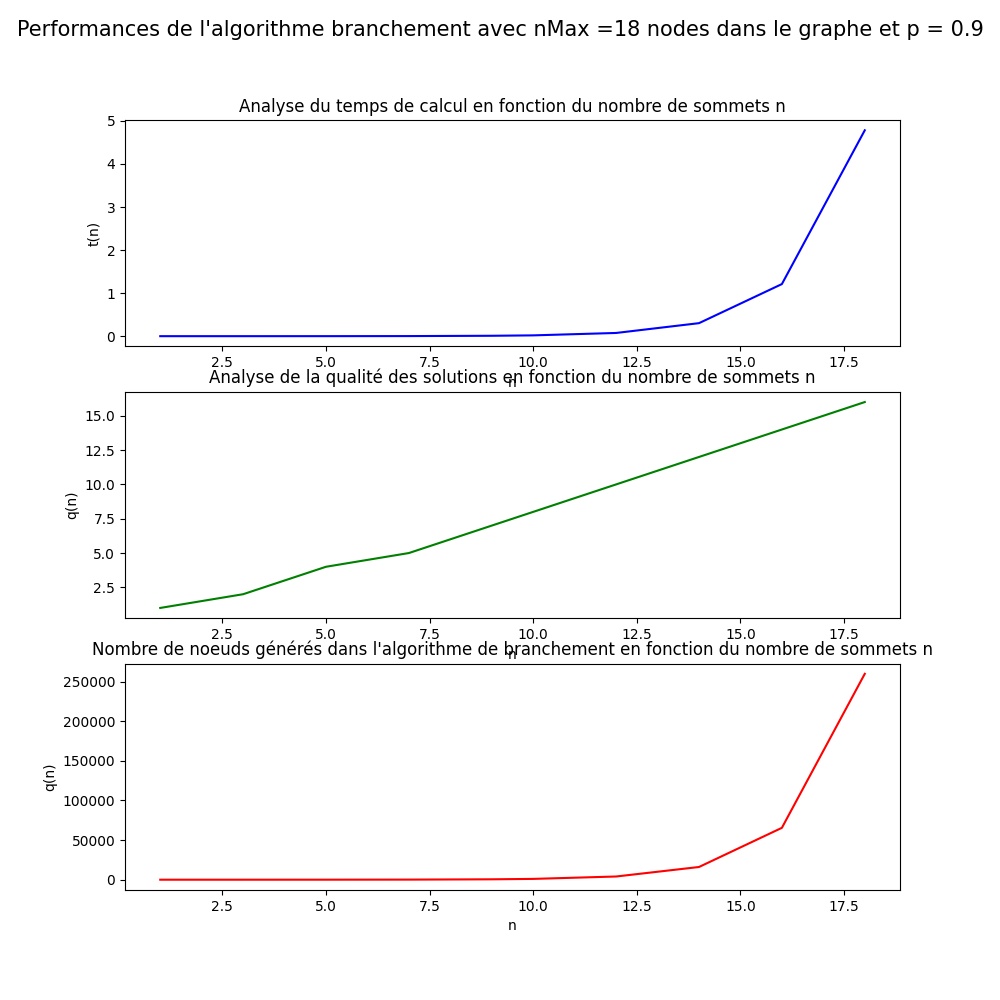 Performances de l'algorithme branchement avec nMax =18 nodes dans le graphe et p = 0.9
Analyse du temps de calcul en fonction du nombre de sommets n
5
4
3
2
1
0
t(n)
2.5 5.0 7.5 10.0 12.5 15.0 17.5
n
Analyse de la qualité des solutions en fonction du nombre de sommets n
15.0
12.5
10.0
7.5
5.0
2.5
q(n)
2.5 5.0 7.5 10.0 12.5 15.0 17.5
n
Nombre de noeuds générés dans l'algorithme de branchement en fonction du nombre de sommets n
250000
200000
150000
100000
50000
0
q(n)
2.5 5.0 7.5 10.0 12.5 15.0 17.5
n